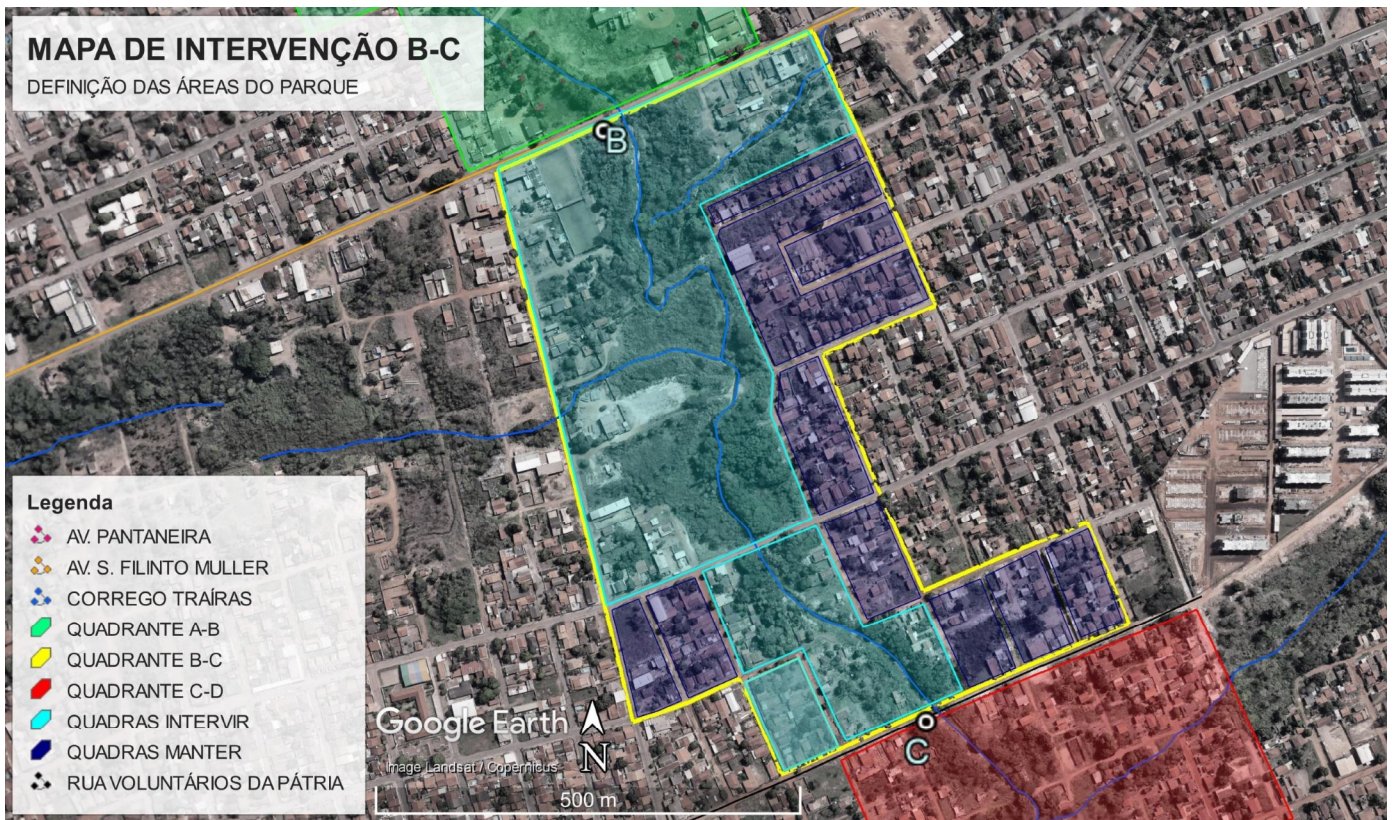 MAPA DE INTERVENÇÃO B-C
DEFINIÇÃO DAS ÁREAS DO PARQUE
B
Legenda
AV. PANTANEIRA
AV. S. FILINTO MULLER
CORREGO TRAÍRAS
QUADRANTE A-B
QUADRANTE B-C
QUADRANTE C-D
QUADRAS INTERVIR
QUADRAS MANTER
RUA VOLUNTÁRIOS DA PÁTRIA
Google Earth
N
Image Landsat / Copernicus
500 m
C